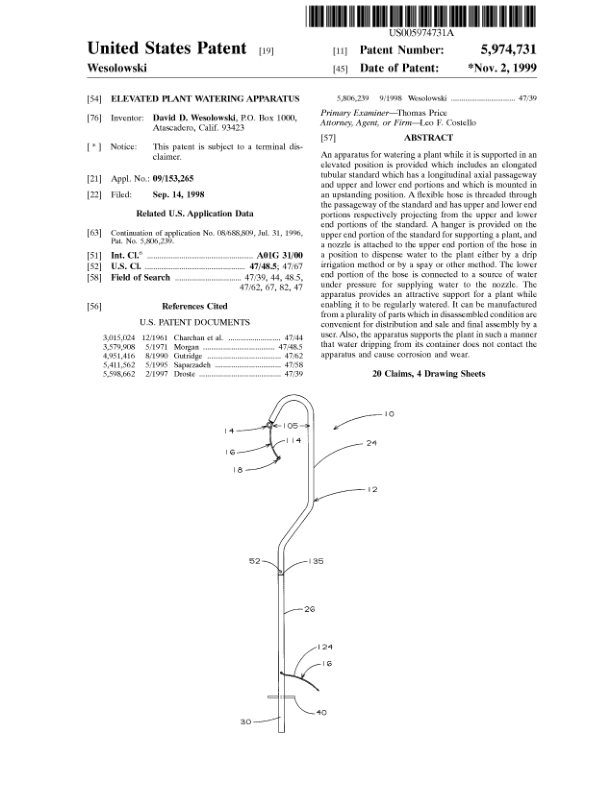 US005974731A
United States Patent [19]
Wesolowski
[11] Patent Number: 5,974,731
[45] Date of Patent: *Nov. 2, 1999
[54] ELEVATED PLANT WATERING APPARATUS
[76] Inventor: David D. Wesolowski, P.O. Box 1000,
Atascadero, Calif. 93423
[ * ] Notice: This patent is subject to a terminal dis-
claimer.
[21] Appl. No.: 09/153,265
[22] Filed: Sep. 14, 1998
Related U.S. Application Data
[63] Continuation of application No. 08/688,809, Jul. 31, 1996,
Pat. No. 5,806,239.
[51] Int. Cl.6 ........ A01G 31/00
[52] U.S. Cl. ........ 47/48.5; 47/67
[58] Field of Search ........ 47/39, 44, 48.5,
47/62, 67, 82, 47
[56] References Cited
U.S. PATENT DOCUMENTS
3,015,024 12/1961 Charchan et al. ........ 47/44
3,579,908 5/1971 Morgan ........ 47/48.5
4,951,416 8/1990 Gutridge ........ 47/62
5,411,562 5/1995 Saparzadeh ........ 47/58
5,598,662 2/1997 Droste ........ 47/39
5,806,239 9/1998 Wesolowski ........ 47/39
Primary Examiner—Thomas Price
Attorney, Agent, or Firm—Leo F. Costello
[57] ABSTRACT
An apparatus for watering a plant while it is supported in an
elevated position is provided which includes an elongated
tubular standard which has a longitudinal axial passageway
and upper and lower end portions and which is mounted in
an upstanding position. A flexible hose is threaded through
the passageway of the standard and has upper and lower end
portions respectively projecting from the upper and lower
end portions of the standard. A hanger is provided on the
upper end portion of the standard for supporting a plant, and
a nozzle is attached to the upper end portion of the hose in
a position to dispense water to the plant either by a drip
irrigation method or by a spay or other method. The lower
end portion of the hose is connected to a source of water
under pressure for supplying water to the nozzle. The
apparatus provides an attractive support for a plant while
enabling it to be regularly watered. It can be manufactured
from a plurality of parts which in disassembled condition are
convenient for distribution and sale and final assembly by a
user. Also, the apparatus supports the plant in such a manner
that water dripping from its container does not contact the
apparatus and cause corrosion and wear.
20 Claims, 4 Drawing Sheets
10
14
105
16
114
24
18
12
52
135
26
124
16
40
30